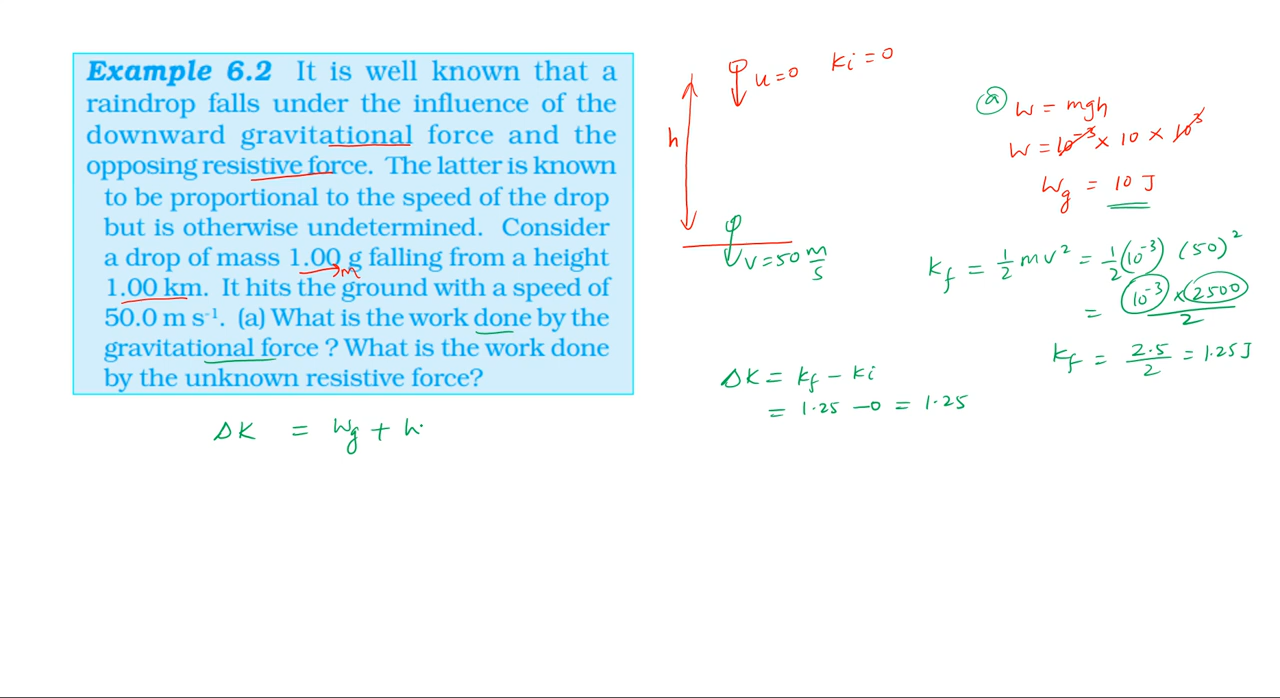 Example 6.2 It is well known that a
raindrop falls under the influence of the
downward gravitational force and the
opposing resistive force. The latter is known
to be proportional to the speed of the drop
but is otherwise undetermined. Consider
a drop of mass 1.00 g falling from a height
1.00 km. It hits the ground with a speed of
50.0 m s⁻¹. (a) What is the work done by the
gravitational force ? What is the work done
by the unknown resistive force?
m
ΔK = Wg +
u=0 Ki=0
h
V=50 m/s
ⓐ W = mgh
W = 10⁻³ × 10 × 10³
Wg = 10 J
Kf = 1/2 mv² = 1/2 (10⁻³) (50)²
= 10⁻³ × 2500 / 2
Kf = 2.5/2 = 1.25J
ΔK = Kf − Ki
= 1.25 −0 = 1.25